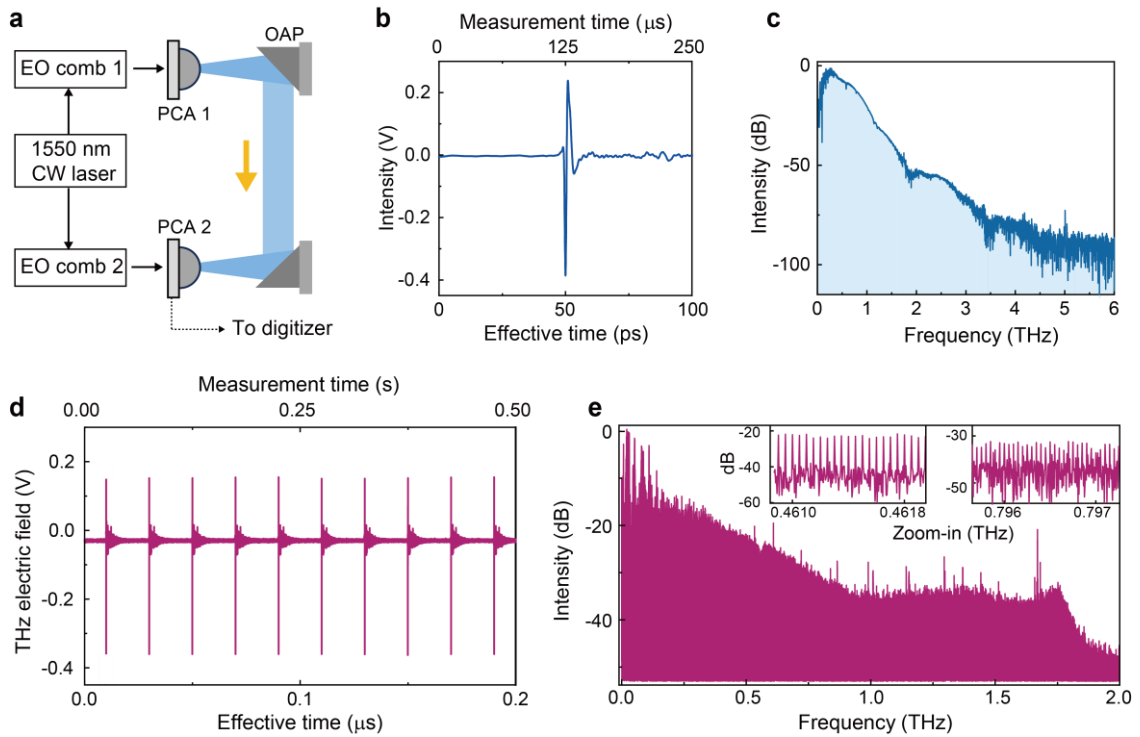 a
EO comb 1
PCA 1
OAP
1550 nm
CW laser
PCA 2
EO comb 2
To digitizer
b
Measurement time (μs)
0 125 250
Intensity (V)
0.2
0.0
-0.2
-0.4
0 50 100
Effective time (ps)
c
Intensity (dB)
0
-50
-100
0 1 2 3 4 5 6
Frequency (THz)
d
Measurement time (s)
0.00 0.25 0.50
THz electric field (V)
0.2
0.0
-0.2
-0.4
0.0 0.1 0.2
Effective time (μs)
e
Intensity (dB)
0
-20
-40
0.0 0.5 1.0 1.5 2.0
Frequency (THz)
dB
-20
-40
-60
0.4610 0.4618
-30
-50
0.796 0.797
Zoom-in (THz)